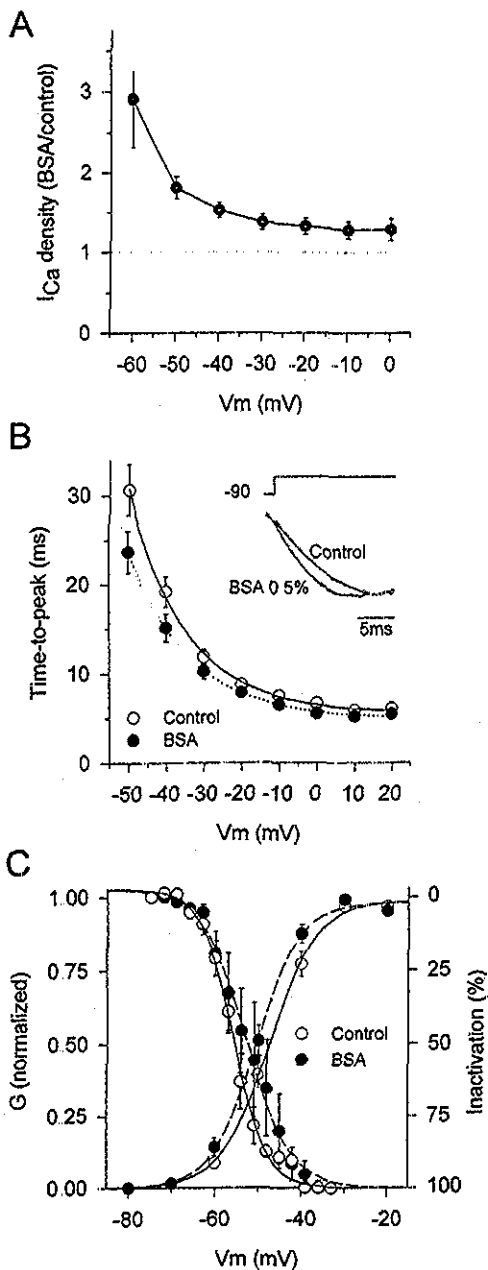 A
I_Ca density (BSA/control)
3
2
1
0
-60 -50 -40 -30 -20 -10 0
Vm (mV)
B
Time-to-peak (ms)
30
20
10
0
-90
Control
BSA 0 5%
5ms
Control
BSA
-50 -40 -30 -20 -10 0 10 20
Vm (mV)
C
G (normalized)
1.00
0.75
0.50
0.25
0.00
Control
BSA
0
25
50
75
100
Inactivation (%)
-80 -60 -40 -20
Vm (mV)